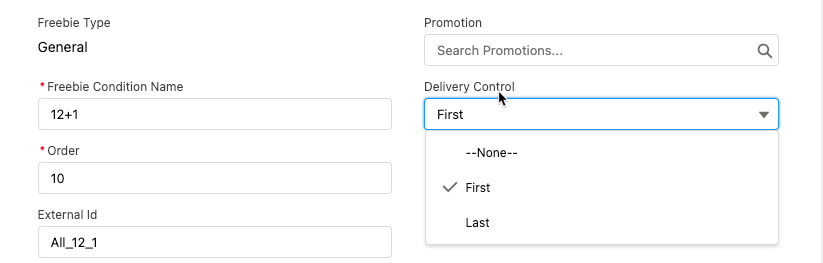 Freebie Type
General
Promotion
Search Promotions...
*Freebie Condition Name
12+1
Delivery Control
First
--None--
First
Last
*Order
10
External Id
All_12_1